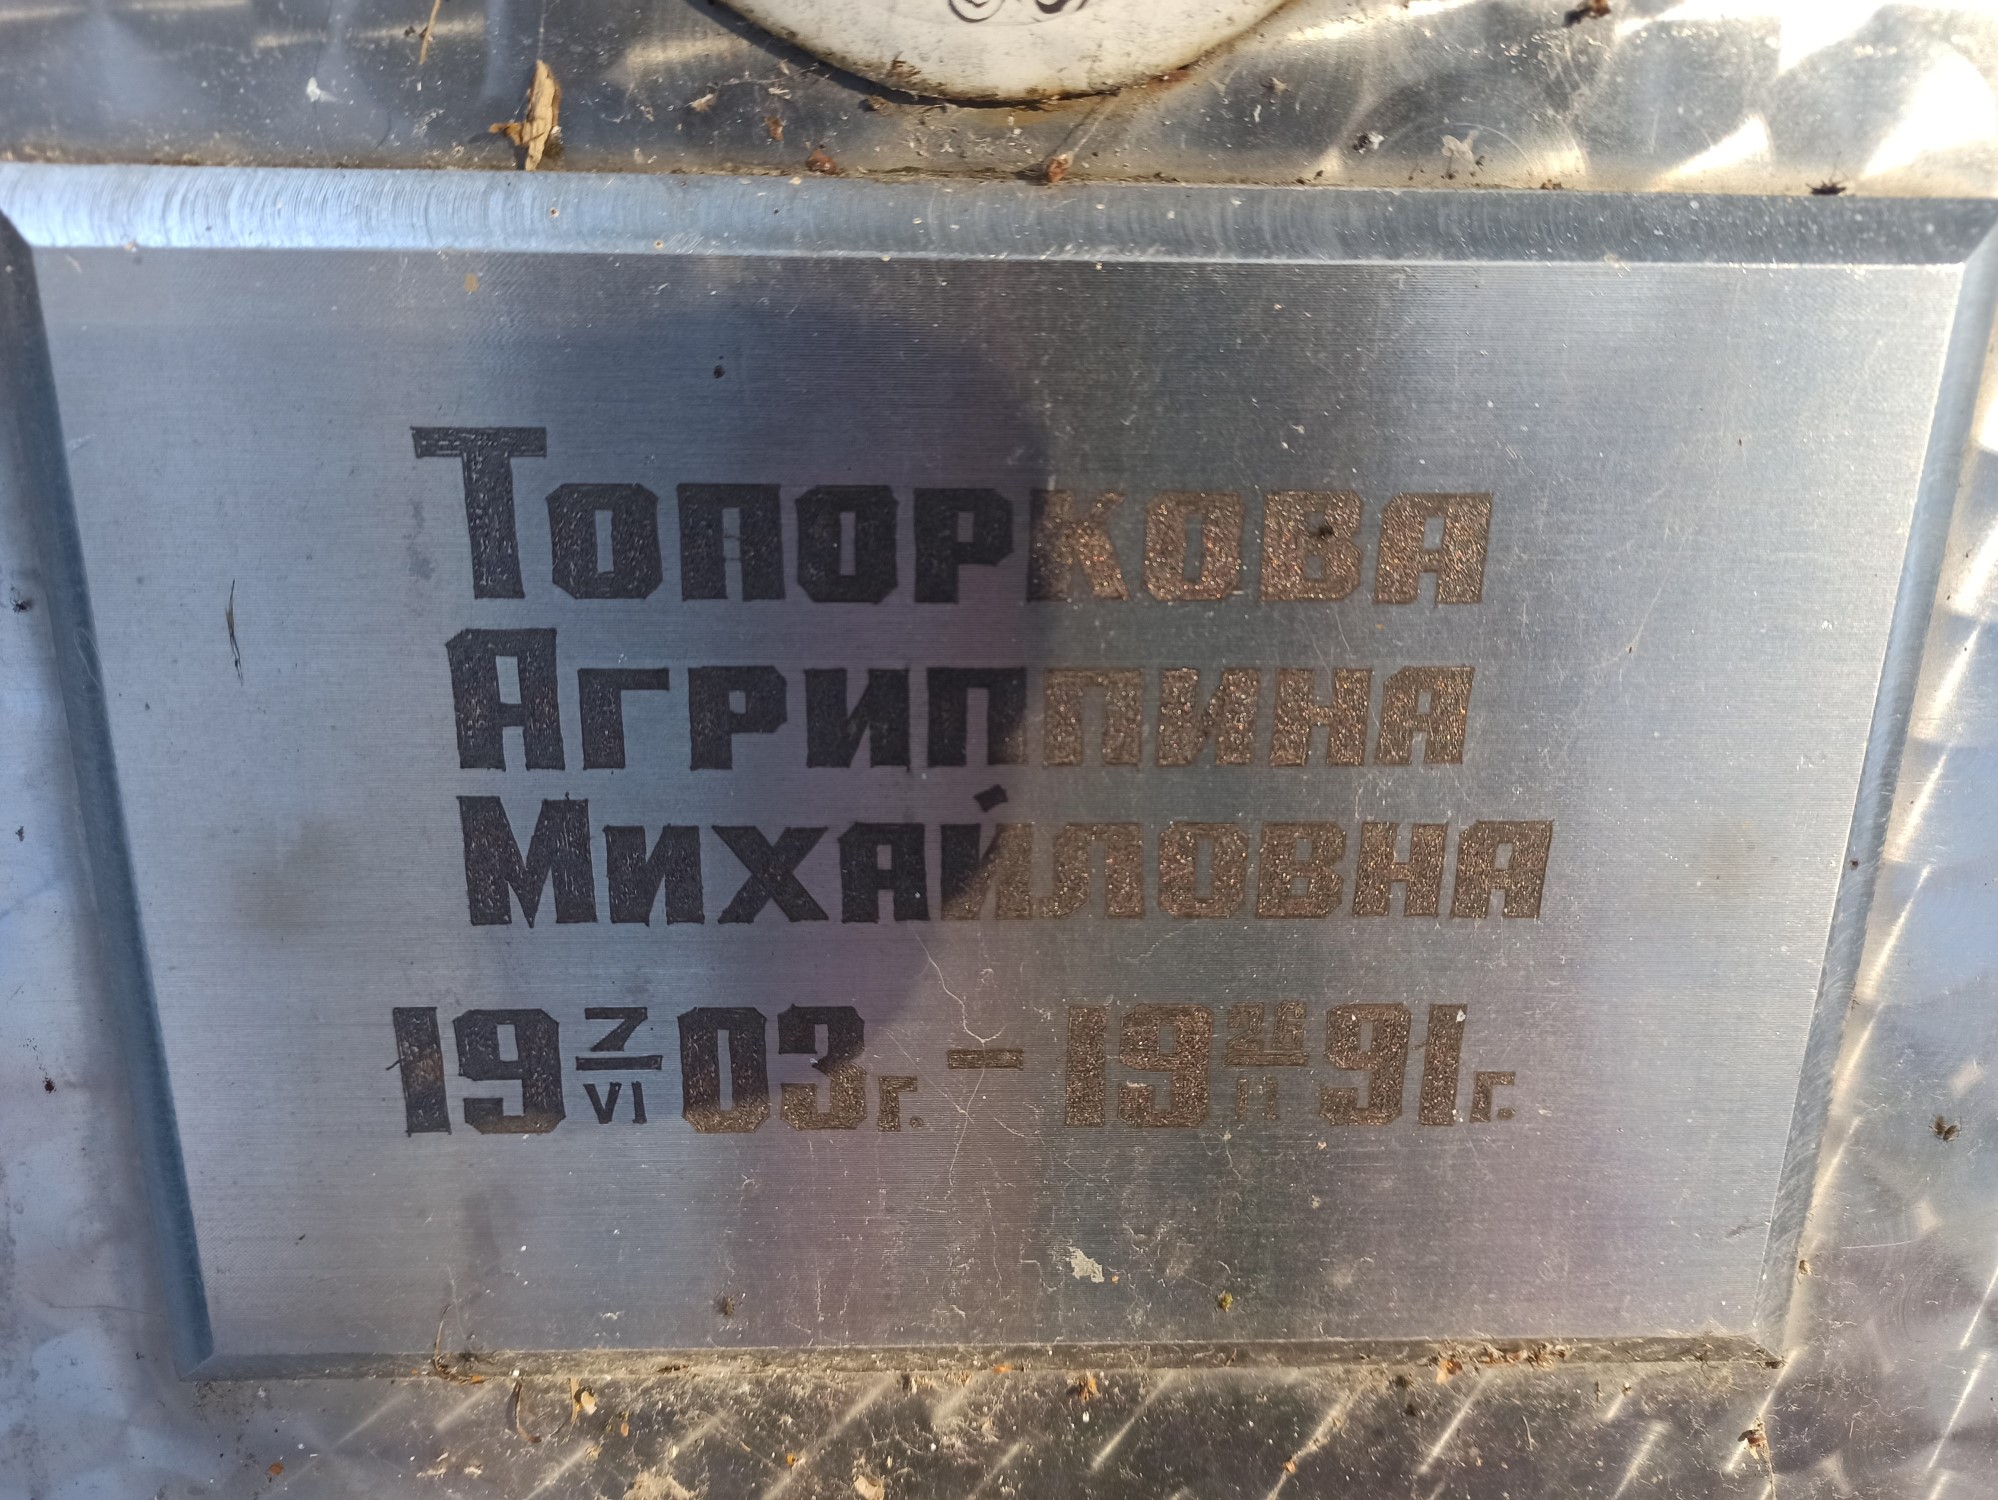 Топоркова
Агриппина
Михайловна
19 7/VI 03г. – 19 26/II 91г.